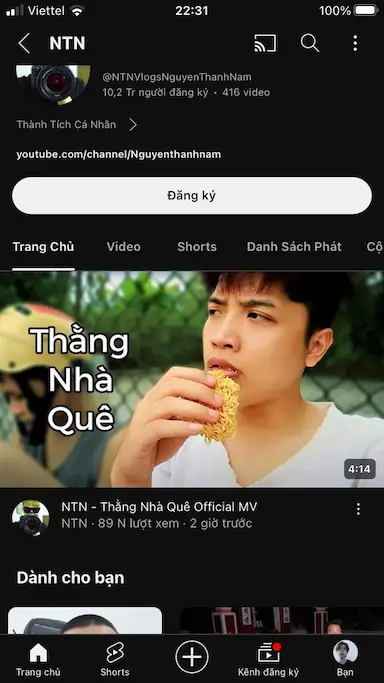 Viettel
22:31
100%
NTN
@NTNVlogsNguyenThanhNam
10,2 Tr người đăng ký • 416 video
Thành Tích Cá Nhân
youtube.com/channel/Nguyenthanhnam
Đăng ký
Trang Chủ
Video
Shorts
Danh Sách Phát
Cộ
Thằng
Nhà
Quê
4:14
NTN - Thằng Nhà Quê Official MV
NTN · 89 N lượt xem · 2 giờ trước
Dành cho bạn
Trang chủ
Shorts
Kênh đăng ký
Bạn